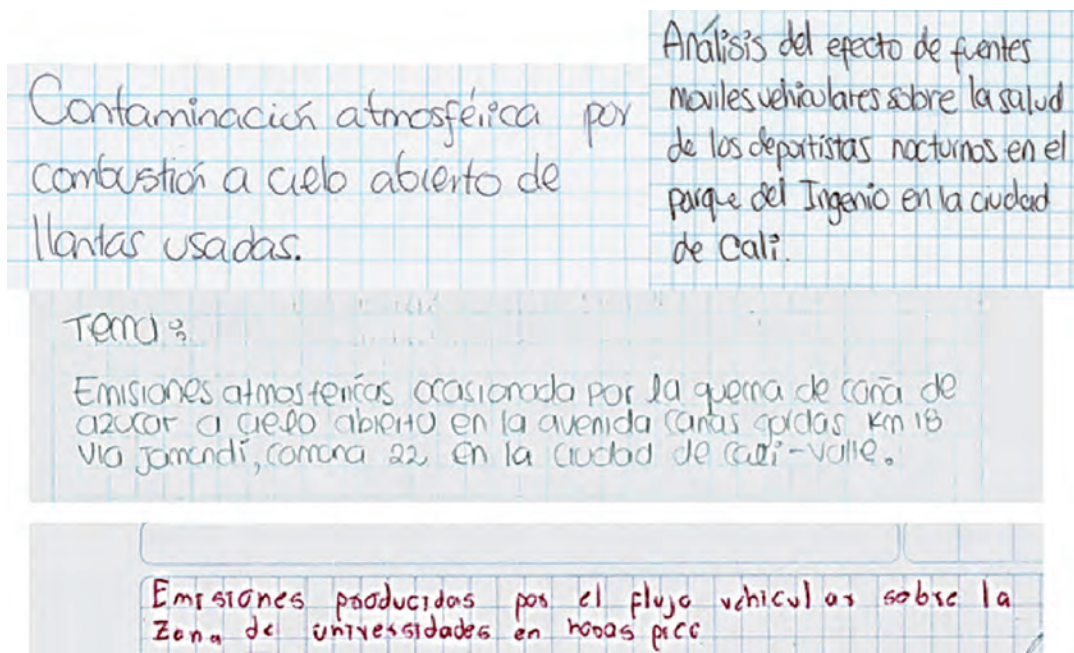 Contaminación atmosférica por
combustión a cielo abierto de
llantas usadas.
Análisis del efecto de fuentes
moviles vehiculares sobre la salud
de los deportistas nocturnos en el
parque del Ingenio en la ciudad
de Cali.
Tema:
Emisiones atmosfericas ocasionada por la quema de caña de
azucar a cielo abierto en la avenida cañas gordas Km 18
via jamundí, comuna 22 en la ciudad de cali-valle.
Emisiones producidas por el flujo vehicular sobre la
Zona de universidades en horas pico